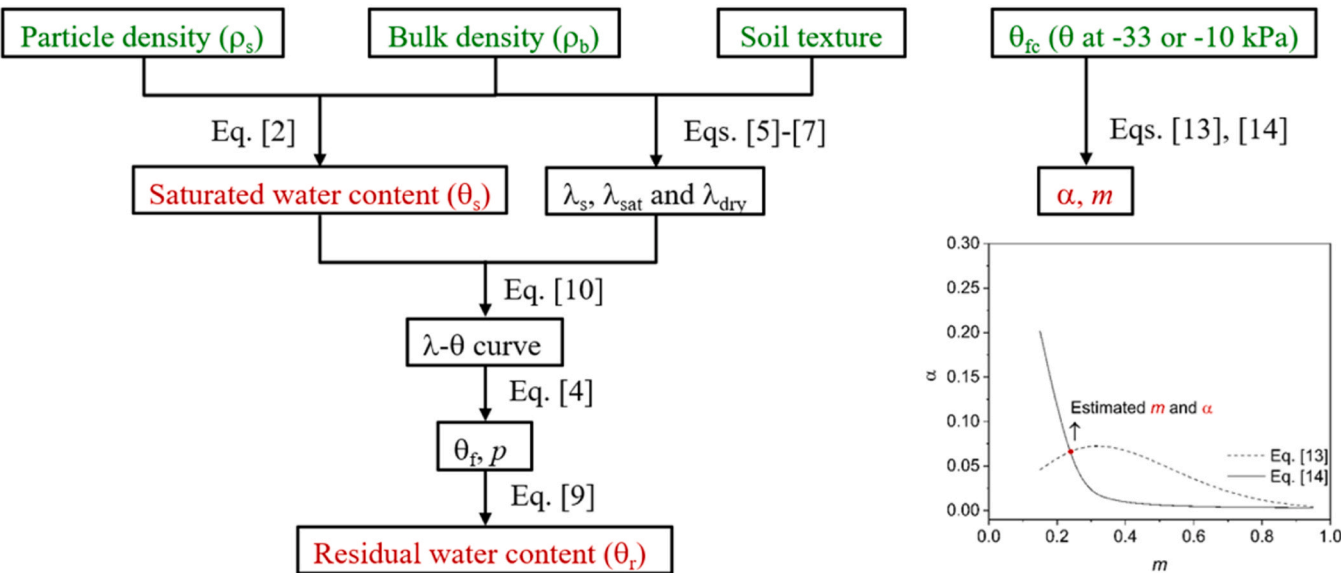 Particle density (ρs)
Bulk density (ρb)
Soil texture
θfc (θ at -33 or -10 kPa)
Eq. [2]
Eqs. [5]-[7]
Eqs. [13], [14]
Saturated water content (θs)
λs, λsat and λdry
α, m
Eq. [10]
λ-θ curve
Eq. [4]
θf, p
Eq. [9]
Residual water content (θr)
0.30
0.25
0.20
0.15
0.10
0.05
0.00
α
Estimated m and α
Eq. [13]
Eq. [14]
0.0 0.2 0.4 0.6 0.8 1.0
m